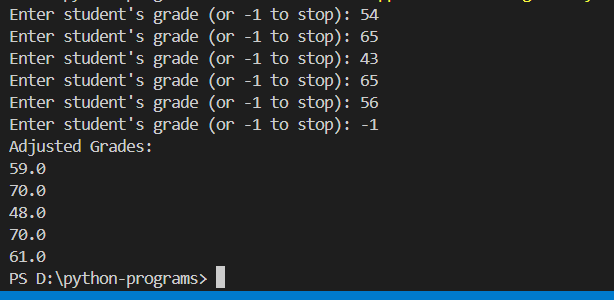 Enter student's grade (or -1 to stop): 54
Enter student's grade (or -1 to stop): 65
Enter student's grade (or -1 to stop): 43
Enter student's grade (or -1 to stop): 65
Enter student's grade (or -1 to stop): 56
Enter student's grade (or -1 to stop): -1
Adjusted Grades:
59.0
70.0
48.0
70.0
61.0
PS D:\python-programs>